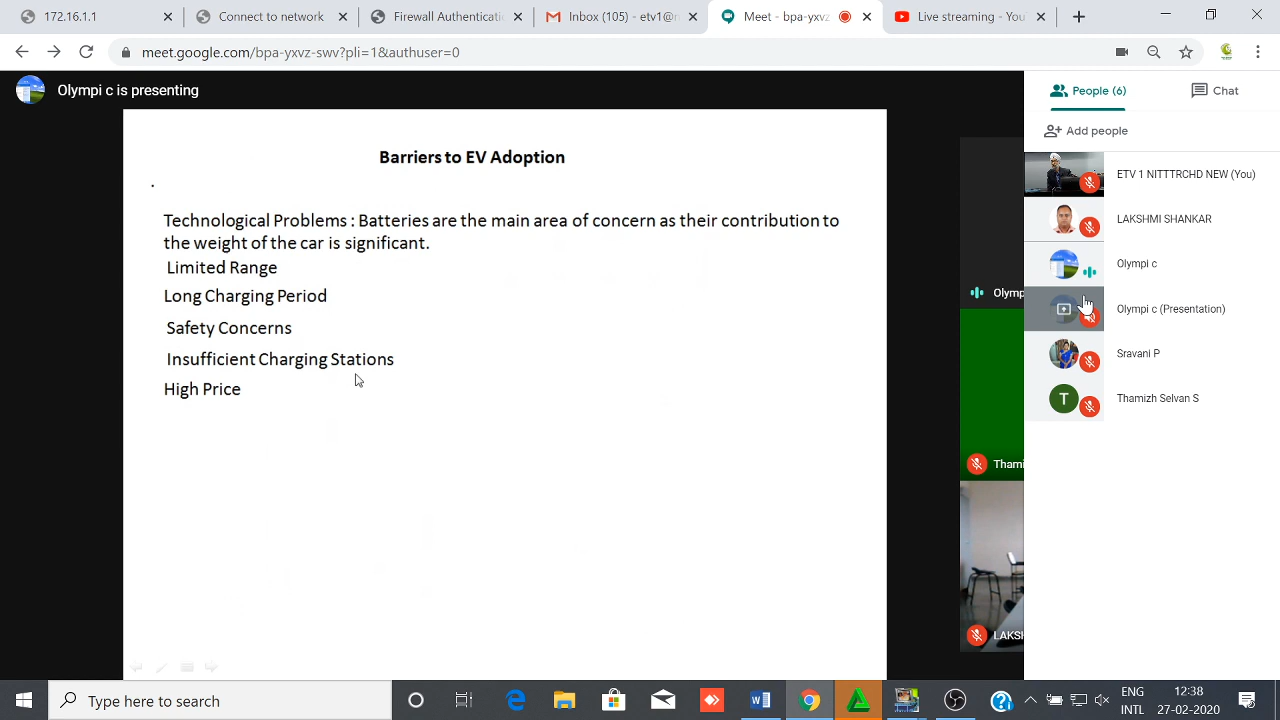 172.16.1.1
Connect to network
Firewall Authenticati
Inbox (105) - etv1@n
Meet - bpa-yxvz
Live streaming - You
meet.google.com/bpa-yxvz-swv?pli=1&authuser=0
Olympi c is presenting
People (6)
Chat
Add people
ETV 1 NITTTRCHD NEW (You)
LAKSHMI SHANKAR
Olympi c
Olympi c (Presentation)
Sravani P
T
Thamizh Selvan S
Barriers to EV Adoption
.
Technological Problems : Batteries are the main area of concern as their contribution to
the weight of the car is significant.
Limited Range
Long Charging Period
Safety Concerns
Insufficient Charging Stations
High Price
Olymp
Thami
LAKSH
Type here to search
ENG
INTL
12:38
27-02-2020